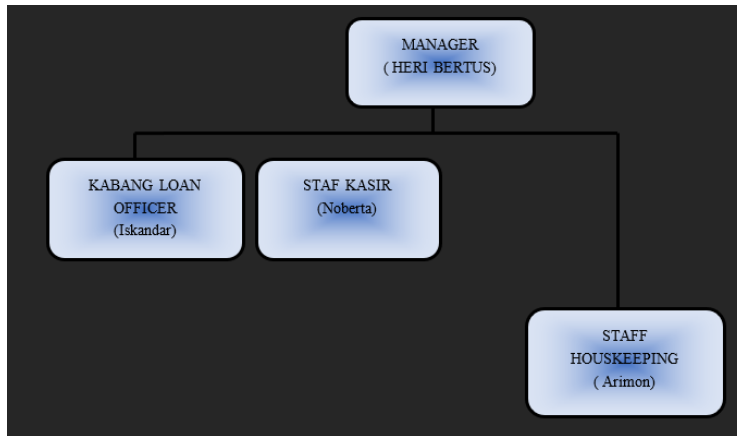 MANAGER
( HERI BERTUS)
KABANG LOAN
OFFICER
(Iskandar)
STAF KASIR
(Noberta)
STAFF
HOUSKEEPING
( Arimon)